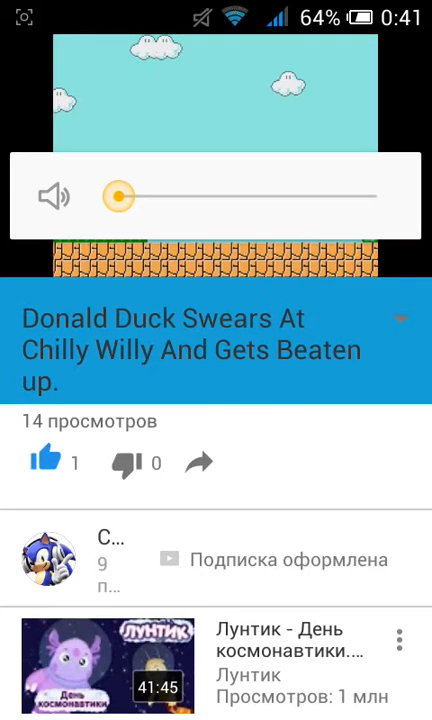 64% 0:41
Donald Duck Swears At
Chilly Willy And Gets Beaten
up.
14 просмотров
1 0
С...
9
п...
Подписка оформлена
ЛУНТИК
День
космонавтики
41:45
Лунтик - День
космонавтики....
Лунтик
Просмотров: 1 млн